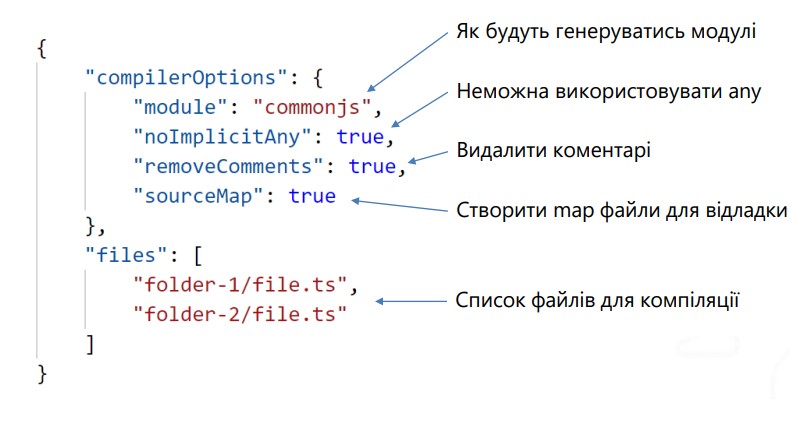 Як будуть генеруватись модулі
{
"compilerOptions": {
"module": "commonjs",
Неможна використовувати any
"noImplicitAny": true,
"removeComments": true,
Видалити коментарі
"sourceMap": true
Створити map файли для відладки
},
"files": [
"folder-1/file.ts",
Список файлів для компіляції
"folder-2/file.ts"
]
}